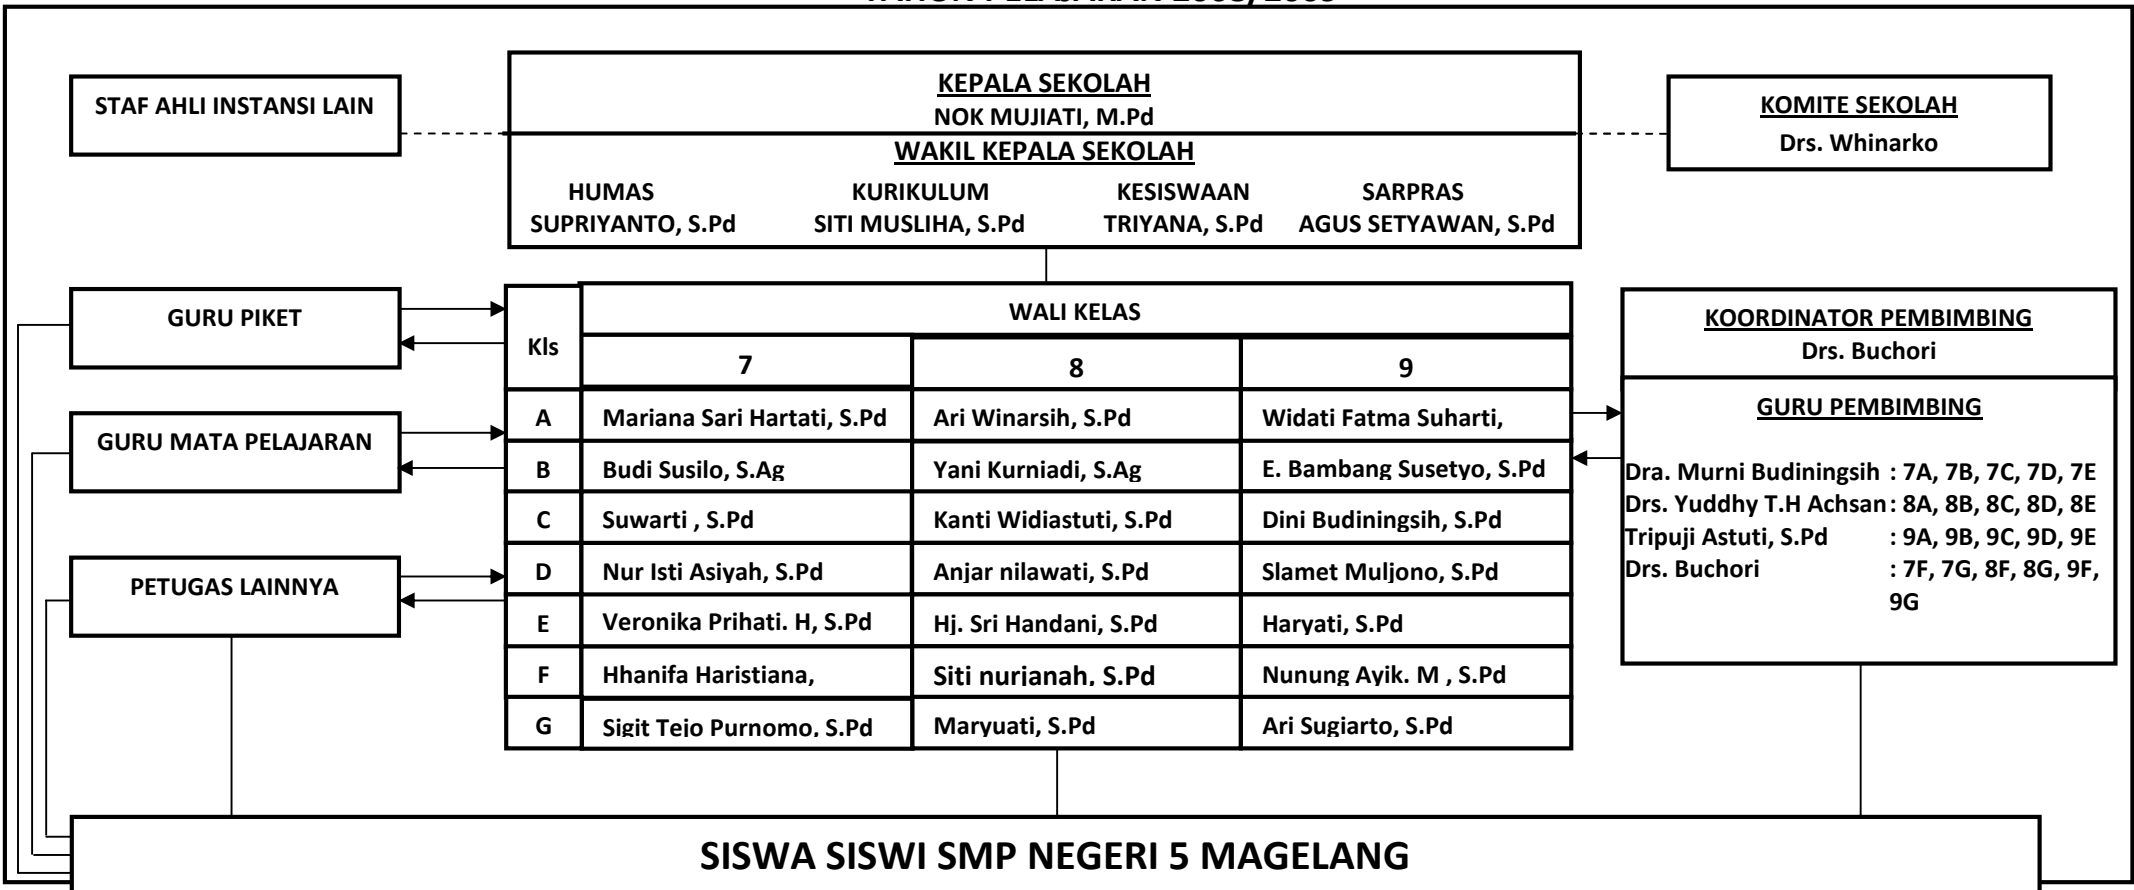 STAF AHLI INSTANSI LAIN
KEPALA SEKOLAH
NOK MUJIATI, M.Pd
KOMITE SEKOLAH
Drs. Whinarko
WAKIL KEPALA SEKOLAH
HUMAS KURIKULUM KESISWAAN SARPRAS
SUPRIYANTO, S.Pd SITI MUSLIHA, S.Pd TRIYANA, S.Pd AGUS SETYAWAN, S.Pd
GURU PIKET
GURU MATA PELAJARAN
PETUGAS LAINNYA
Kls WALI KELAS
7 8 9
A Mariana Sari Hartati, S.Pd Ari Winarsih, S.Pd Widati Fatma Suharti,
B Budi Susilo, S.Ag Yani Kurniadi, S.Ag E. Bambang Susetyo, S.Pd
C Suwarti , S.Pd Kanti Widiastuti, S.Pd Dini Budiningsih, S.Pd
D Nur Isti Asiyah, S.Pd Anjar nilawati, S.Pd Slamet Muljono, S.Pd
E Veronika Prihati. H, S.Pd Hj. Sri Handani, S.Pd Haryati, S.Pd
F Hhanifa Haristiana, Siti nurjanah, S.Pd Nunung Ayik. M , S.Pd
G Sigit Tejo Purnomo, S.Pd Maryuati, S.Pd Ari Sugiarto, S.Pd
KOORDINATOR PEMBIMBING
Drs. Buchori
GURU PEMBIMBING
Dra. Murni Budiningsih : 7A, 7B, 7C, 7D, 7E
Drs. Yuddhy T.H Achsan : 8A, 8B, 8C, 8D, 8E
Tripuji Astuti, S.Pd : 9A, 9B, 9C, 9D, 9E
Drs. Buchori : 7F, 7G, 8F, 8G, 9F,
9G
SISWA SISWI SMP NEGERI 5 MAGELANG